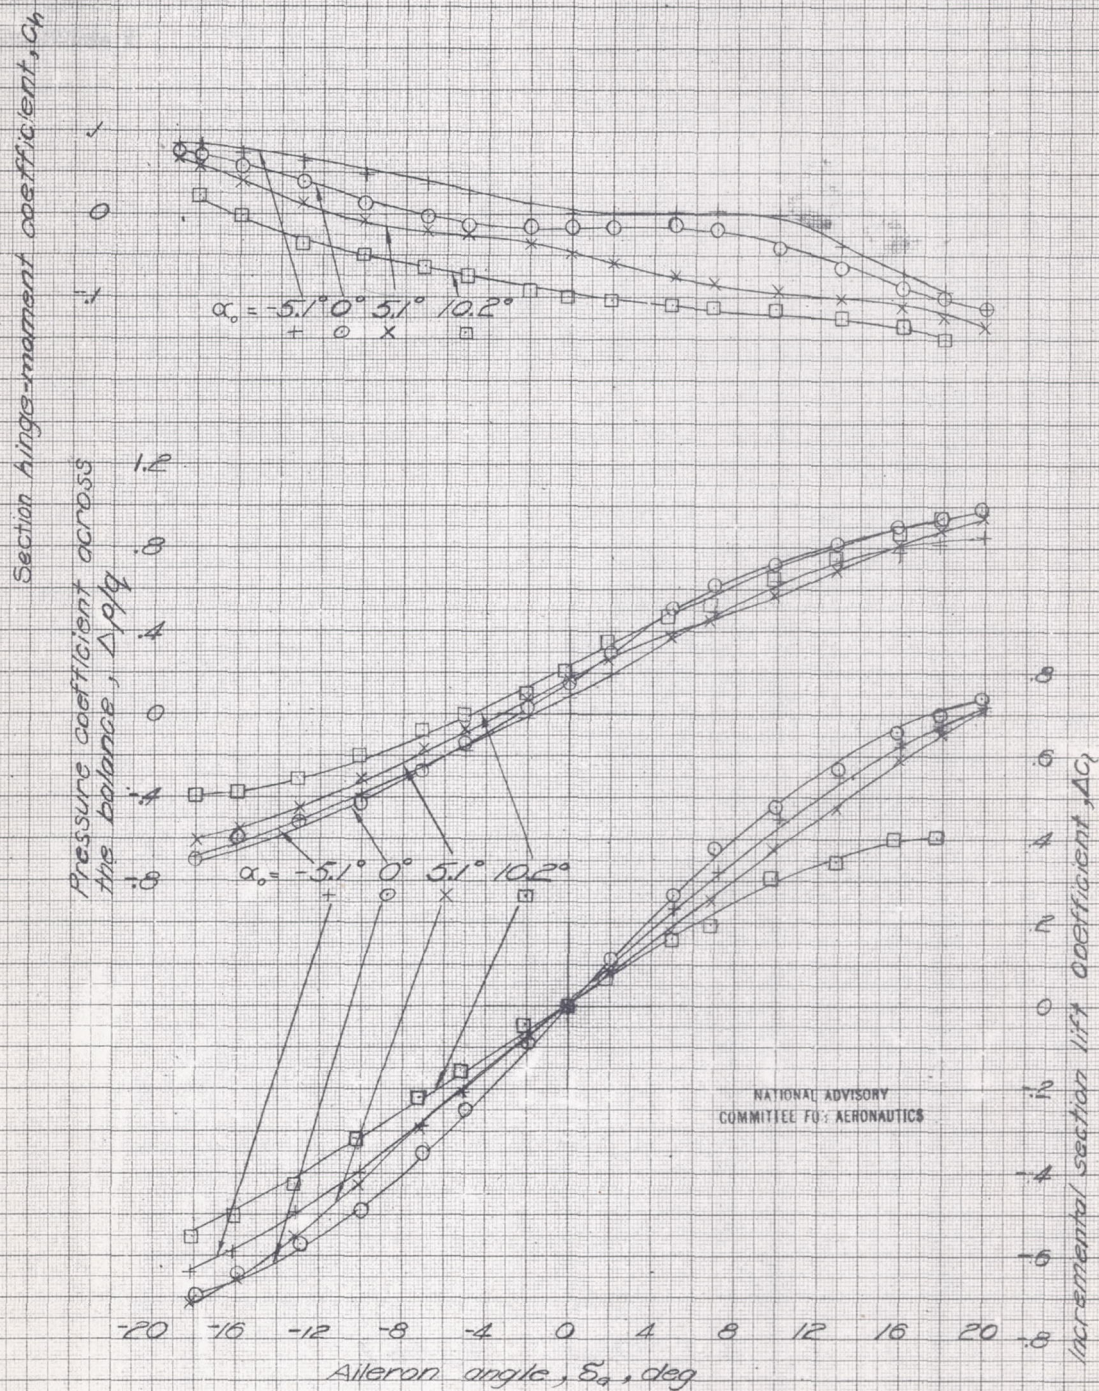 Section hinge-moment coefficient, c_h
.1
0
-.1
α₀ = -5.1° 0° 5.1° 10.2°
+ ⊙ × ⊡
Pressure coefficient across
the balance, Δp/q
1.2
.8
.4
0
-.4
-.8
α₀ = -5.1° 0° 5.1° 10.2°
+ ⊙ × ⊡
Incremental section lift coefficient, Δc_l
.8
.6
.4
.2
0
-.2
-.4
-.6
-.8
NATIONAL ADVISORY
COMMITTEE FOR AERONAUTICS
-20 -16 -12 -8 -4 0 4 8 12 16 20
Aileron angle, δₐ, deg